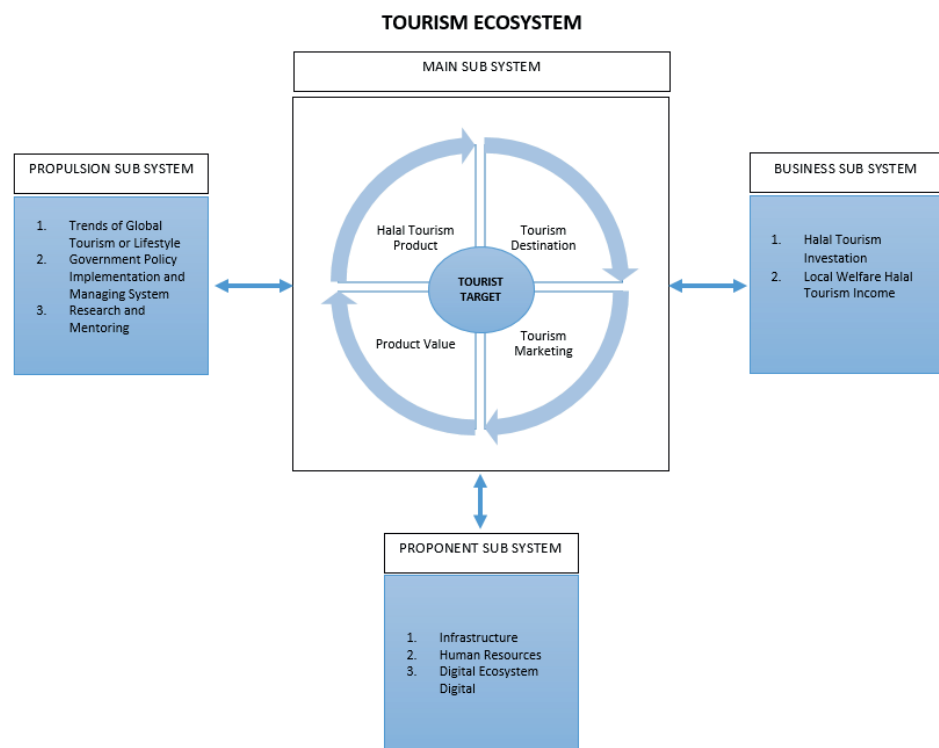 TOURISM ECOSYSTEM
MAIN SUB SYSTEM
PROPULSION SUB SYSTEM
1. Trends of Global
Tourism or Lifestyle
2. Government Policy
Implementation and
Managing System
3. Research and
Mentoring
Halal Tourism
Product
Tourism
Destination
TOURIST
TARGET
Product Value
Tourism
Marketing
BUSINESS SUB SYSTEM
1. Halal Tourism
Investation
2. Local Welfare Halal
Tourism Income
PROPONENT SUB SYSTEM
1. Infrastructure
2. Human Resources
3. Digital Ecosystem
Digital